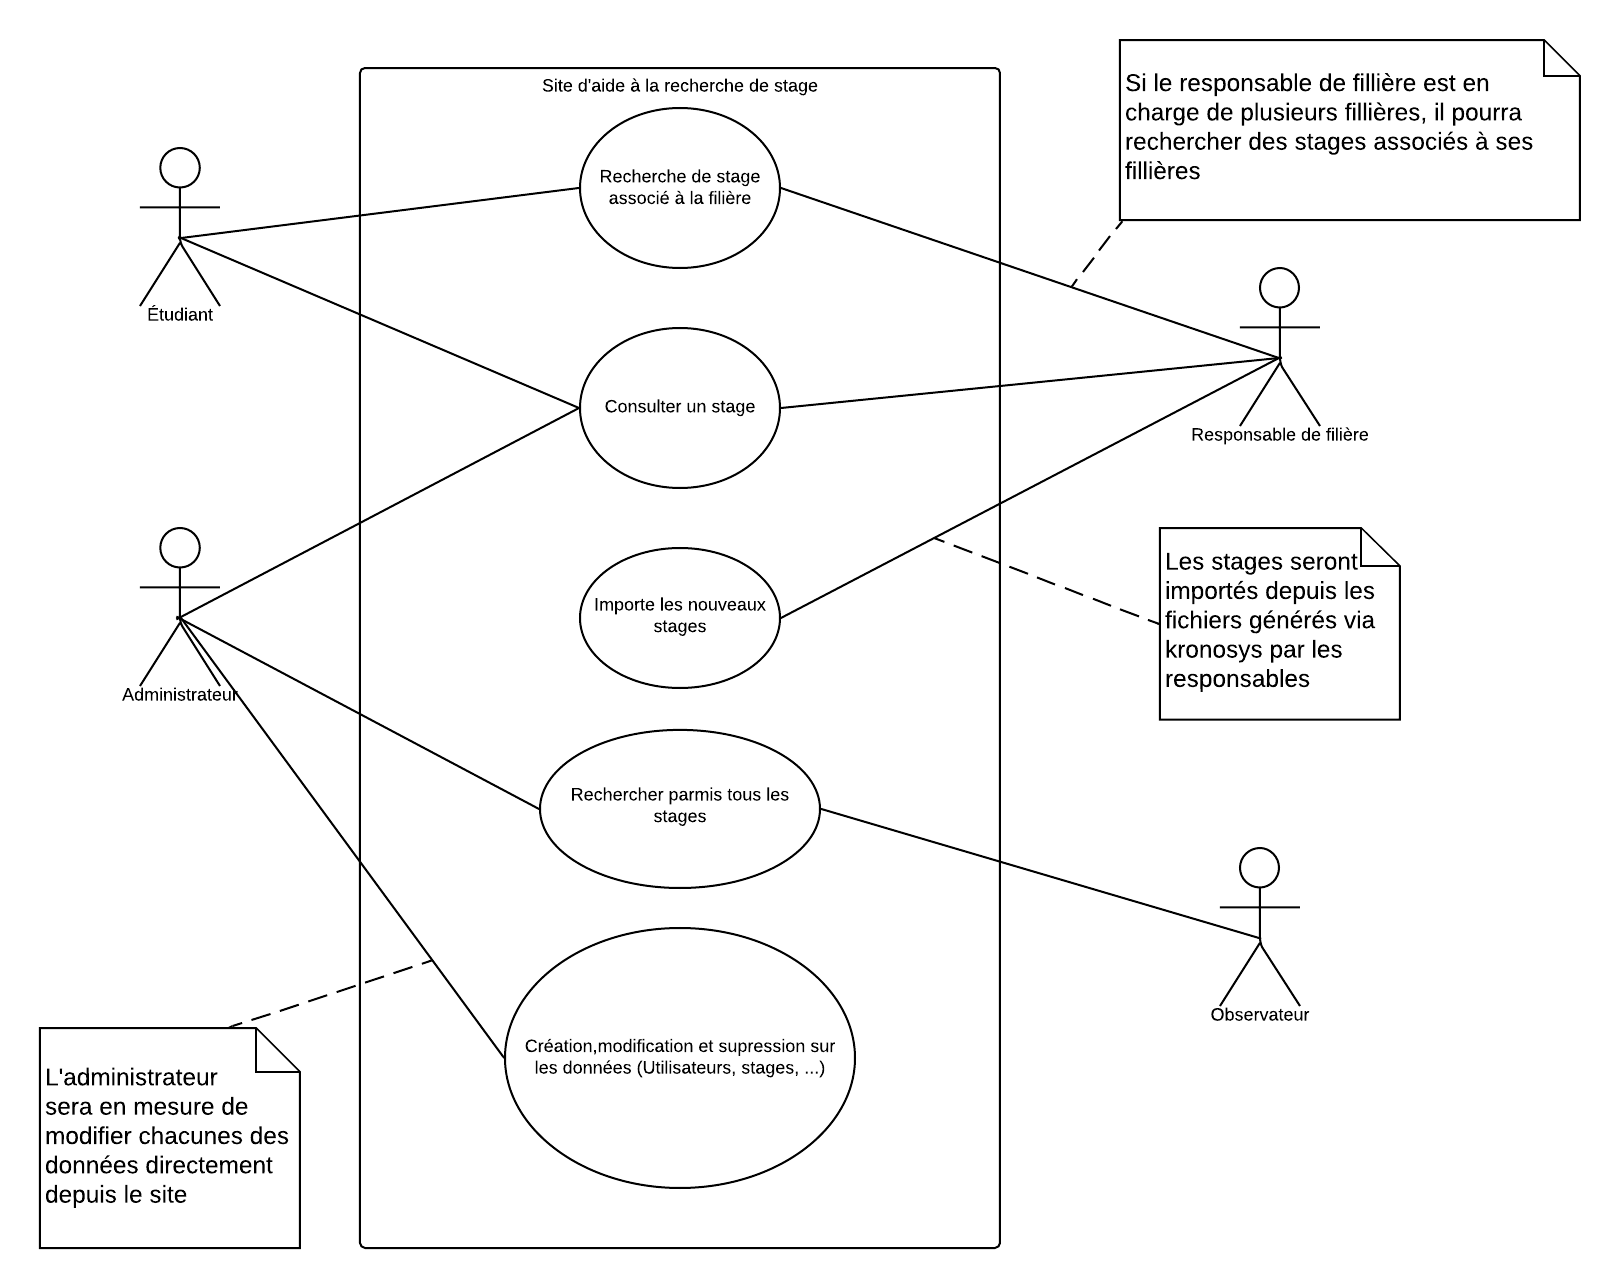 Site d'aide à la recherche de stage
Si le responsable de fillière est en
charge de plusieurs fillières, il pourra
rechercher des stages associés à ses
fillières
Recherche de stage
associé à la filière
Étudiant
Consulter un stage
Responsable de filière
Les stages seront
importés depuis les
fichiers générés via
kronosys par les
responsables
Importe les nouveaux
stages
Administrateur
Rechercher parmis tous les
stages
Observateur
Création,modification et supression sur
les données (Utilisateurs, stages, ...)
L'administrateur
sera en mesure de
modifier chacunes des
données directement
depuis le site